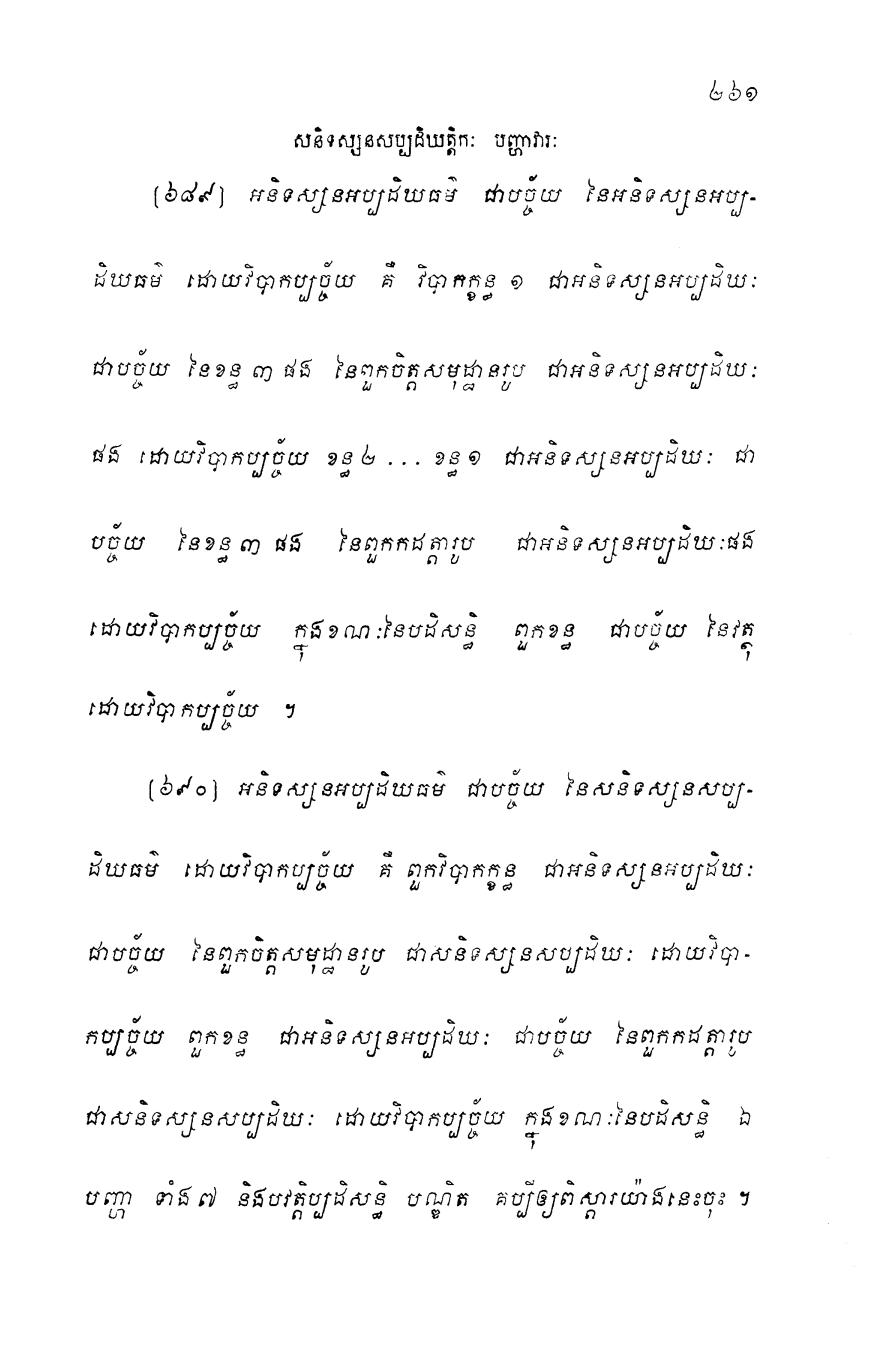 ២៦១
សនិទស្សនសប្បដិឃត្តិកៈ បញ្ហាវារៈ
(៦៨៩) អនិទស្សនអប្បដិឃធម៌ ជាបច្ច័យ នៃអនិទស្សនអប្ប-
ដិឃធម៌ ដោយវិបាកប្បច្ច័យ គឺ វិបាកក្ខន្ធ ១ ជាអនិទស្សនអប្បដិឃៈ
ជាបច្ច័យ នៃខន្ធ ៣ ផង នៃពួកចិត្តសមុដ្ឋានរូប ជាអនិទស្សនអប្បដិឃៈ
ផង ដោយវិបាកប្បច្ច័យ ខន្ធ ២ ... ខន្ធ ១ ជាអនិទស្សនអប្បដិឃៈ ជា
បច្ច័យ នៃខន្ធ ៣ ផង នៃពួកកដត្តារូប ជាអនិទស្សនអប្បដិឃៈផង
ដោយវិបាកប្បច្ច័យ ក្នុងខណៈនៃបដិសន្ធិ ពួកខន្ធ ជាបច្ច័យ នៃវត្ថុ
ដោយវិបាកប្បច្ច័យ ។
(៦៩០) អនិទស្សនអប្បដិឃធម៌ ជាបច្ច័យ នៃសនិទស្សនសប្ប-
ដិឃធម៌ ដោយវិបាកប្បច្ច័យ គឺ ពួកវិបាកក្ខន្ធ ជាអនិទស្សនអប្បដិឃៈ
ជាបច្ច័យ នៃពួកចិត្តសមុដ្ឋានរូប ជាសនិទស្សនសប្បដិឃៈ ដោយវិបា-
កប្បច្ច័យ ពួកខន្ធ ជាអនិទស្សនអប្បដិឃៈ ជាបច្ច័យ នៃពួកកដត្តារូប
ជាសនិទស្សនសប្បដិឃៈ ដោយវិបាកប្បច្ច័យ ក្នុងខណៈនៃបដិសន្ធិ ឯ
បញ្ហា ទាំង ៧ និងបវត្តិប្បដិសន្ធិ បណ្ឌិត គប្បីឲ្យពិស្តារយ៉ាងនេះចុះ ។